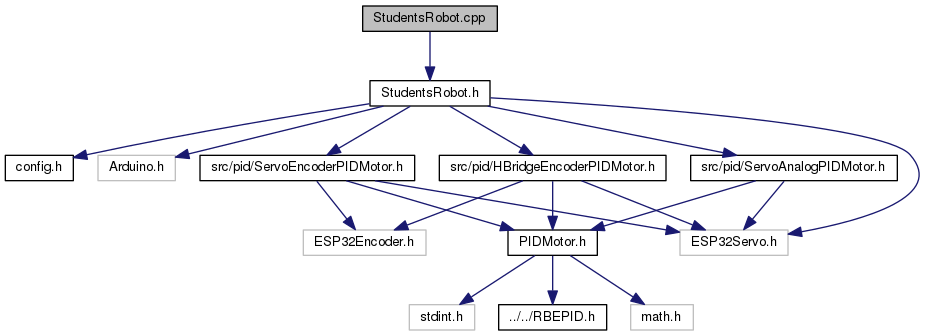 StudentsRobot.cpp
StudentsRobot.h
config.h
Arduino.h
src/pid/ServoEncoderPIDMotor.h
src/pid/HBridgeEncoderPIDMotor.h
src/pid/ServoAnalogPIDMotor.h
ESP32Encoder.h
PIDMotor.h
ESP32Servo.h
stdint.h
../../RBEPID.h
math.h